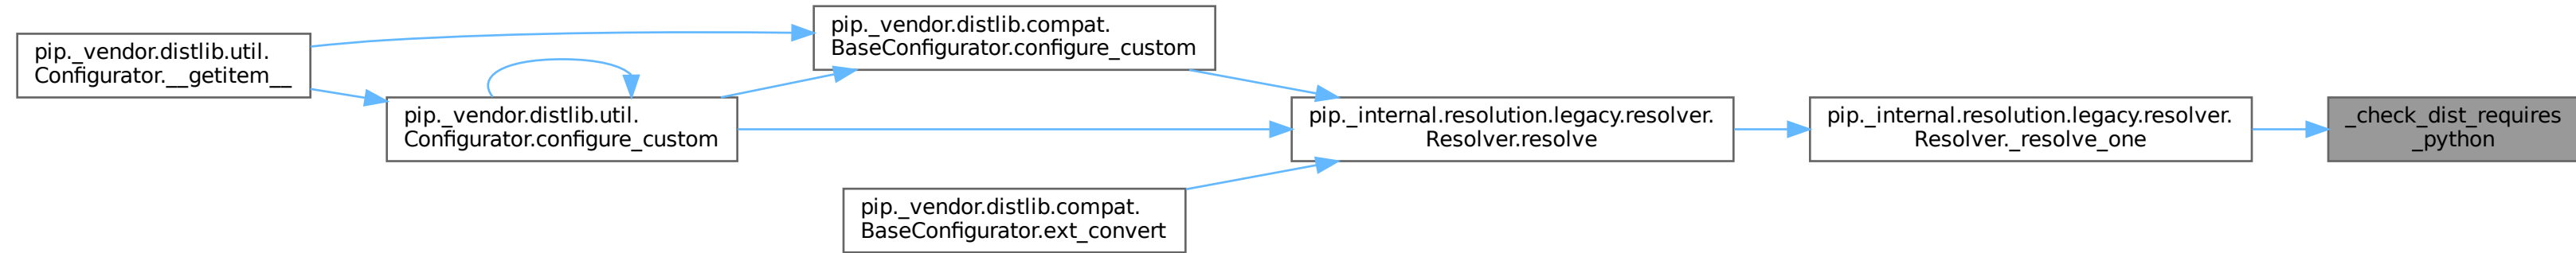 pip._vendor.distlib.util.
Configurator.__getitem__
pip._vendor.distlib.util.
Configurator.configure_custom
pip._vendor.distlib.compat.
BaseConfigurator.configure_custom
pip._vendor.distlib.compat.
BaseConfigurator.ext_convert
pip._internal.resolution.legacy.resolver.
Resolver.resolve
pip._internal.resolution.legacy.resolver.
Resolver._resolve_one
_check_dist_requires
_python